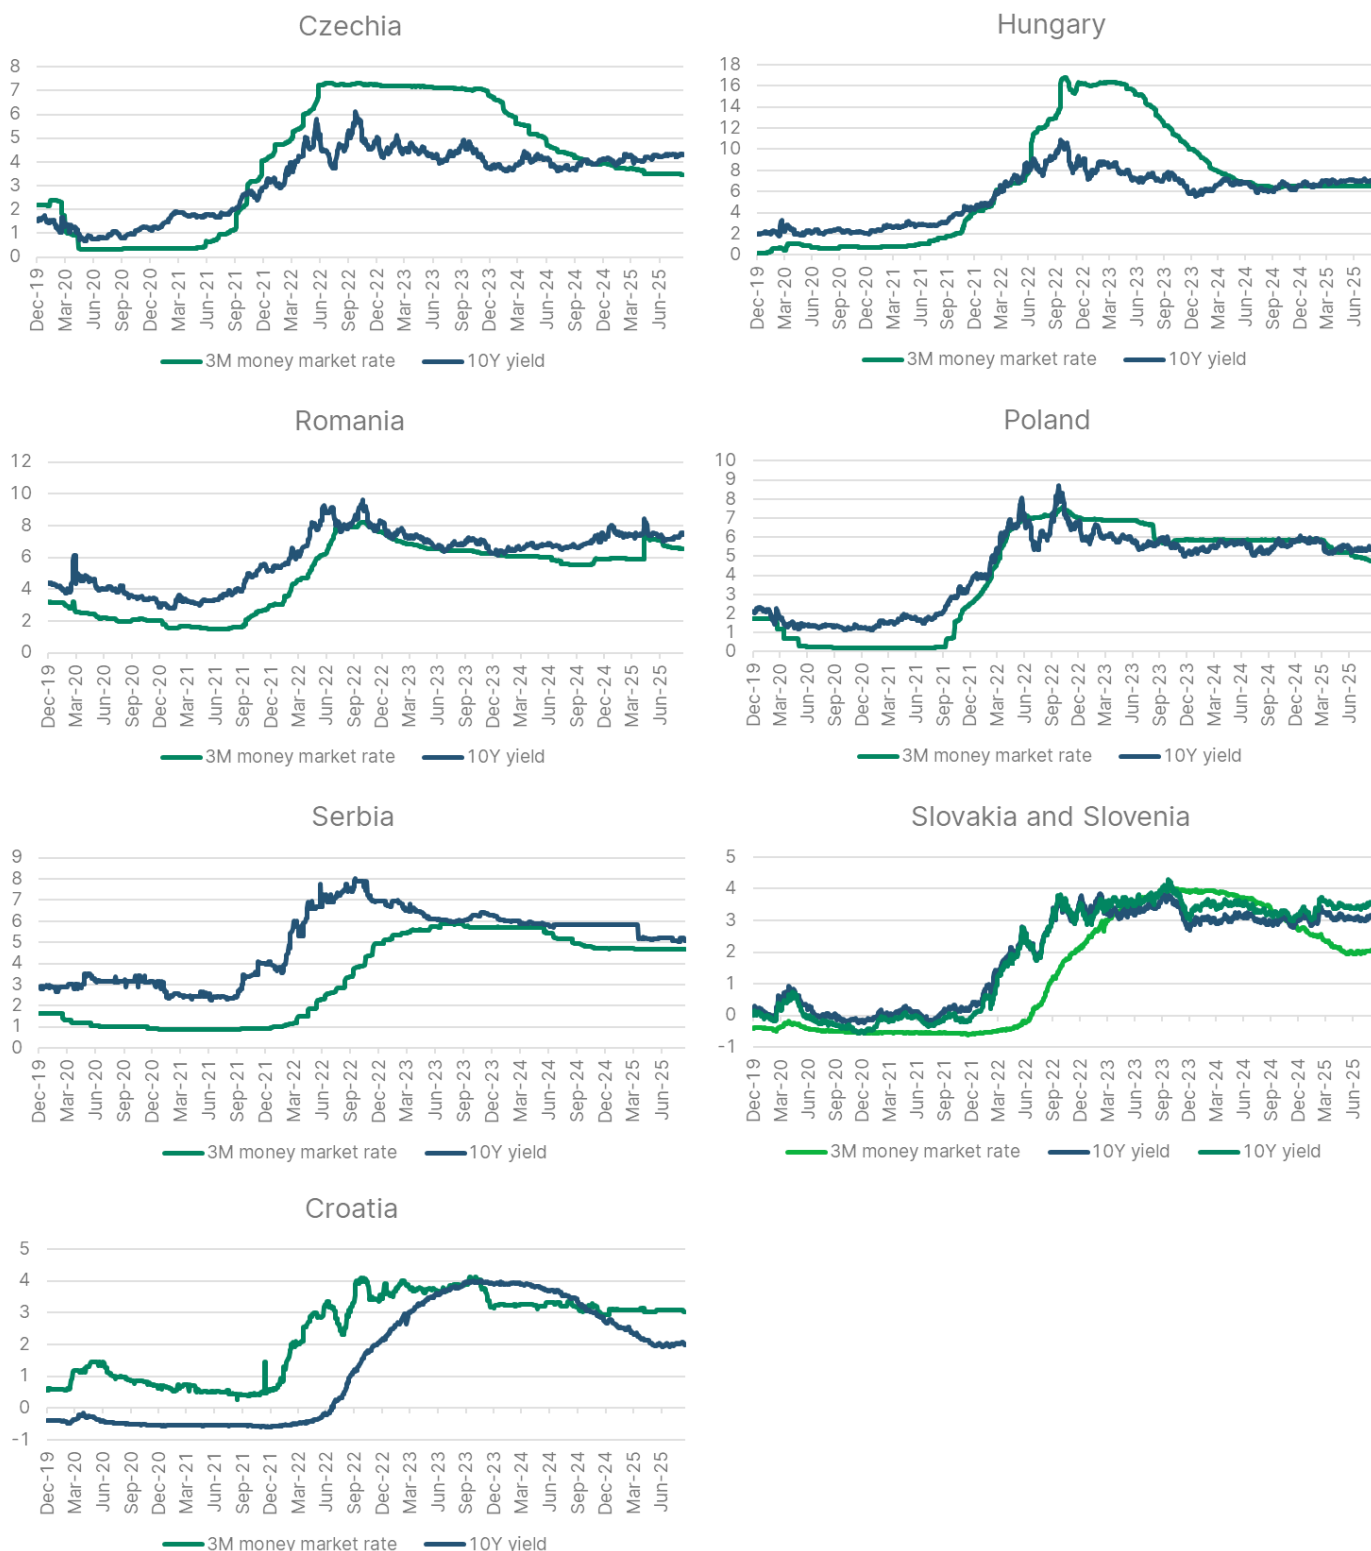 Czechia
8
7
6
5
4
3
2
1
0
Dec-19 Mar-20 Jun-20 Sep-20 Dec-20 Mar-21 Jun-21 Sep-21 Dec-21 Mar-22 Jun-22 Sep-22 Dec-22 Mar-23 Jun-23 Sep-23 Dec-23 Mar-24 Jun-24 Sep-24 Dec-24 Mar-25 Jun-25
3M money market rate 10Y yield
Hungary
18
16
14
12
10
8
6
4
2
0
Dec-19 Mar-20 Jun-20 Sep-20 Dec-20 Mar-21 Jun-21 Sep-21 Dec-21 Mar-22 Jun-22 Sep-22 Dec-22 Mar-23 Jun-23 Sep-23 Dec-23 Mar-24 Jun-24 Sep-24 Dec-24 Mar-25 Jun-25
3M money market rate 10Y yield
Romania
12
10
8
6
4
2
0
Dec-19 Mar-20 Jun-20 Sep-20 Dec-20 Mar-21 Jun-21 Sep-21 Dec-21 Mar-22 Jun-22 Sep-22 Dec-22 Mar-23 Jun-23 Sep-23 Dec-23 Mar-24 Jun-24 Sep-24 Dec-24 Mar-25 Jun-25
3M money market rate 10Y yield
Poland
10
9
8
7
6
5
4
3
2
1
0
Dec-19 Mar-20 Jun-20 Sep-20 Dec-20 Mar-21 Jun-21 Sep-21 Dec-21 Mar-22 Jun-22 Sep-22 Dec-22 Mar-23 Jun-23 Sep-23 Dec-23 Mar-24 Jun-24 Sep-24 Dec-24 Mar-25 Jun-25
3M money market rate 10Y yield
Serbia
9
8
7
6
5
4
3
2
1
0
Dec-19 Mar-20 Jun-20 Sep-20 Dec-20 Mar-21 Jun-21 Sep-21 Dec-21 Mar-22 Jun-22 Sep-22 Dec-22 Mar-23 Jun-23 Sep-23 Dec-23 Mar-24 Jun-24 Sep-24 Dec-24 Mar-25 Jun-25
3M money market rate 10Y yield
Slovakia and Slovenia
5
4
3
2
1
0
-1
Dec-19 Mar-20 Jun-20 Sep-20 Dec-20 Mar-21 Jun-21 Sep-21 Dec-21 Mar-22 Jun-22 Sep-22 Dec-22 Mar-23 Jun-23 Sep-23 Dec-23 Mar-24 Jun-24 Sep-24 Dec-24 Mar-25 Jun-25
3M money market rate 10Y yield 10Y yield
Croatia
5
4
3
2
1
0
-1
Dec-19 Mar-20 Jun-20 Sep-20 Dec-20 Mar-21 Jun-21 Sep-21 Dec-21 Mar-22 Jun-22 Sep-22 Dec-22 Mar-23 Jun-23 Sep-23 Dec-23 Mar-24 Jun-24 Sep-24 Dec-24 Mar-25 Jun-25
3M money market rate 10Y yield